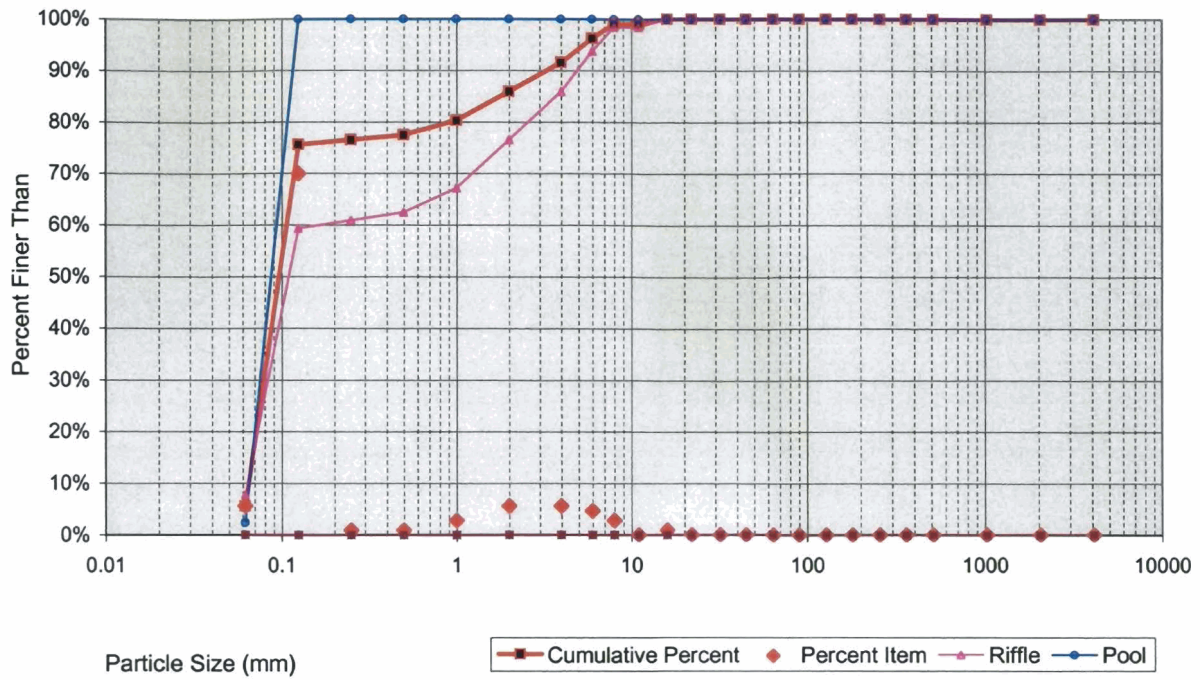 100%
90%
80%
70%
60%
50%
40%
30%
20%
10%
0%
Percent Finer Than
0.01 0.1 1 10 100 1000 10000
Particle Size (mm)
Cumulative Percent Percent Item Riffle Pool